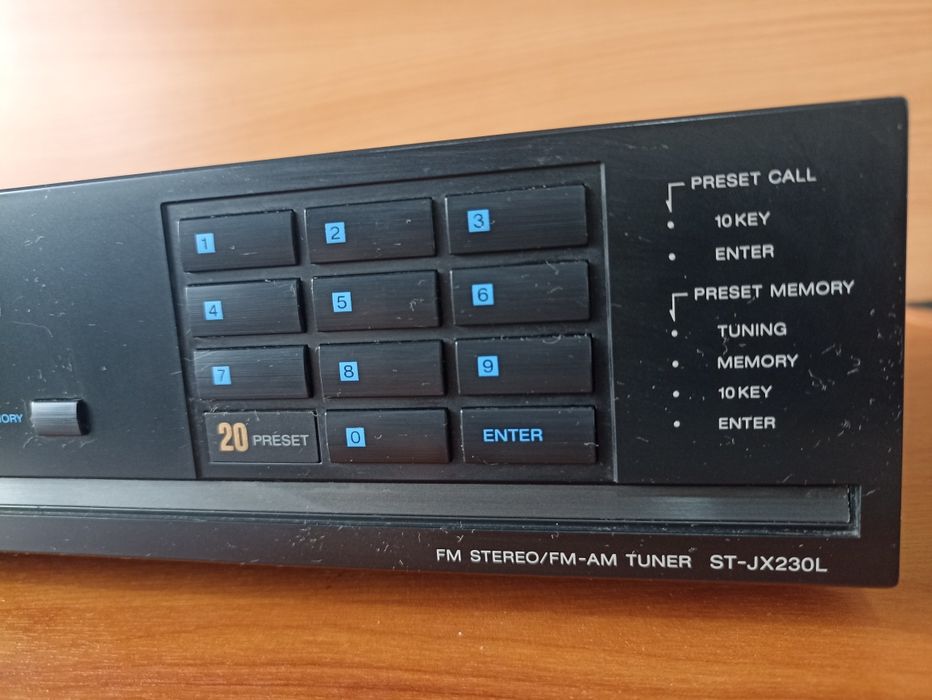 1 2 3
4 5 6
7 8 9
20 PRESET 0 ENTER
PRESET CALL
10 KEY
ENTER
PRESET MEMORY
TUNING
MEMORY
10 KEY
ENTER
FM STEREO/FM-AM TUNER ST-JX230L